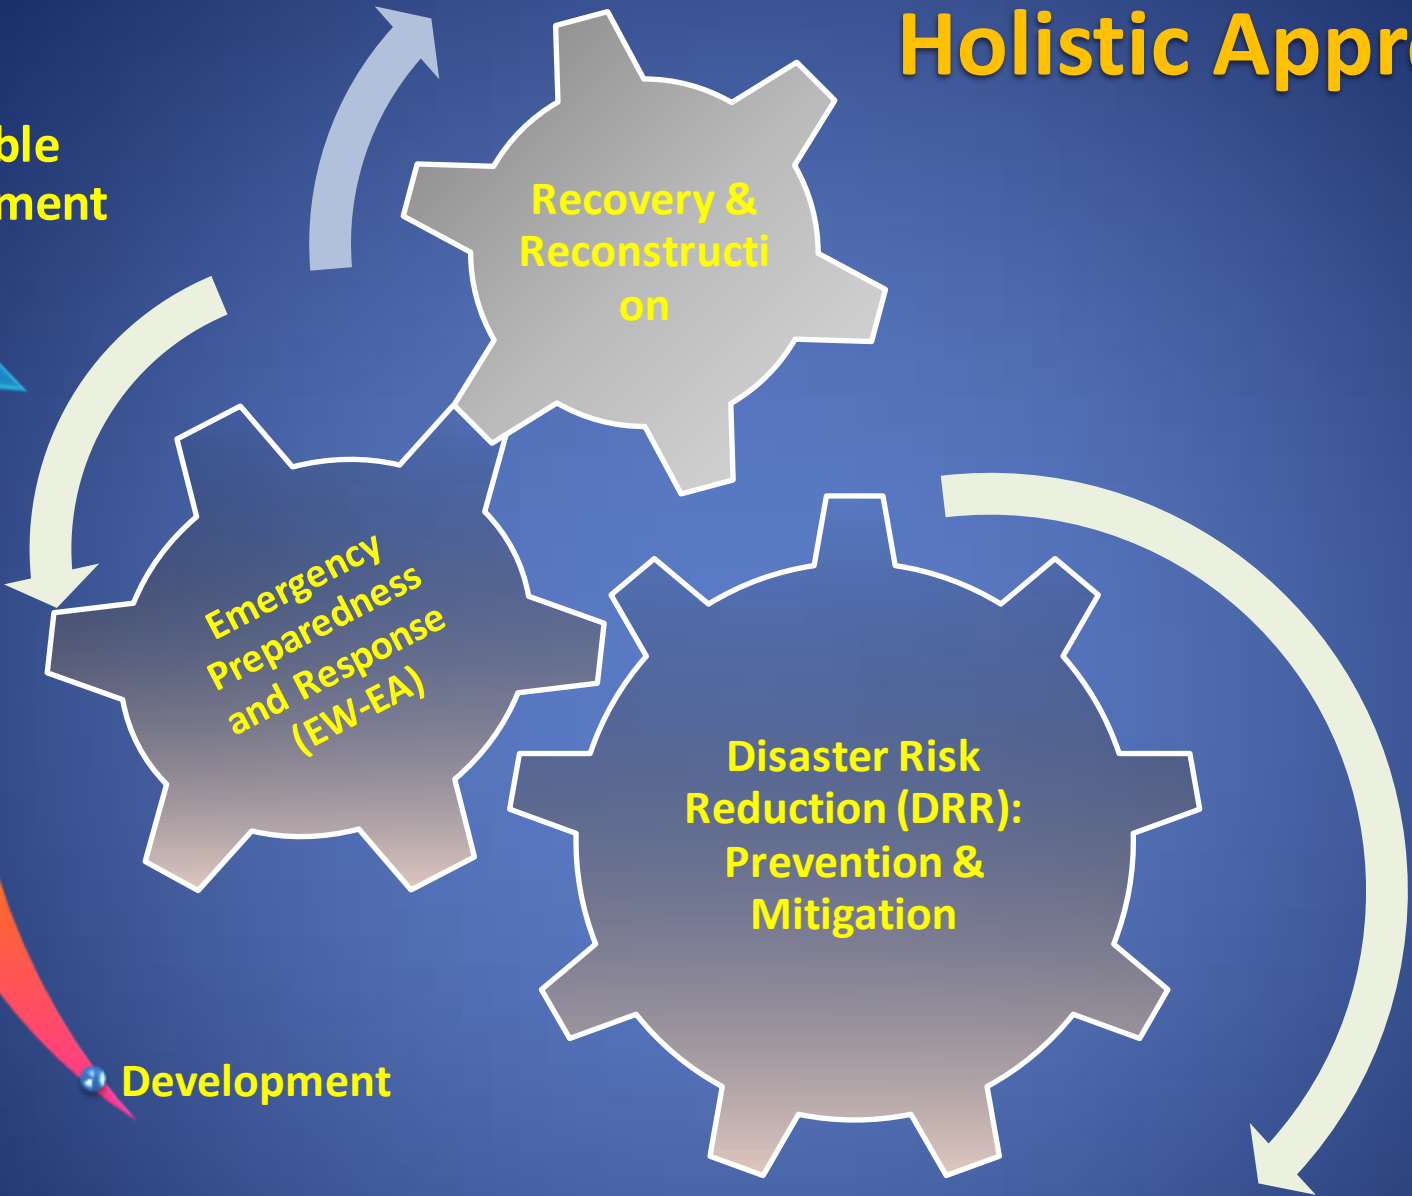 Holistic Appr
ble
ment
Recovery &
Reconstructi
on
Emergency
Preparedness
and Response
(EW-EA)
Disaster Risk
Reduction (DRR):
Prevention &
Mitigation
Development